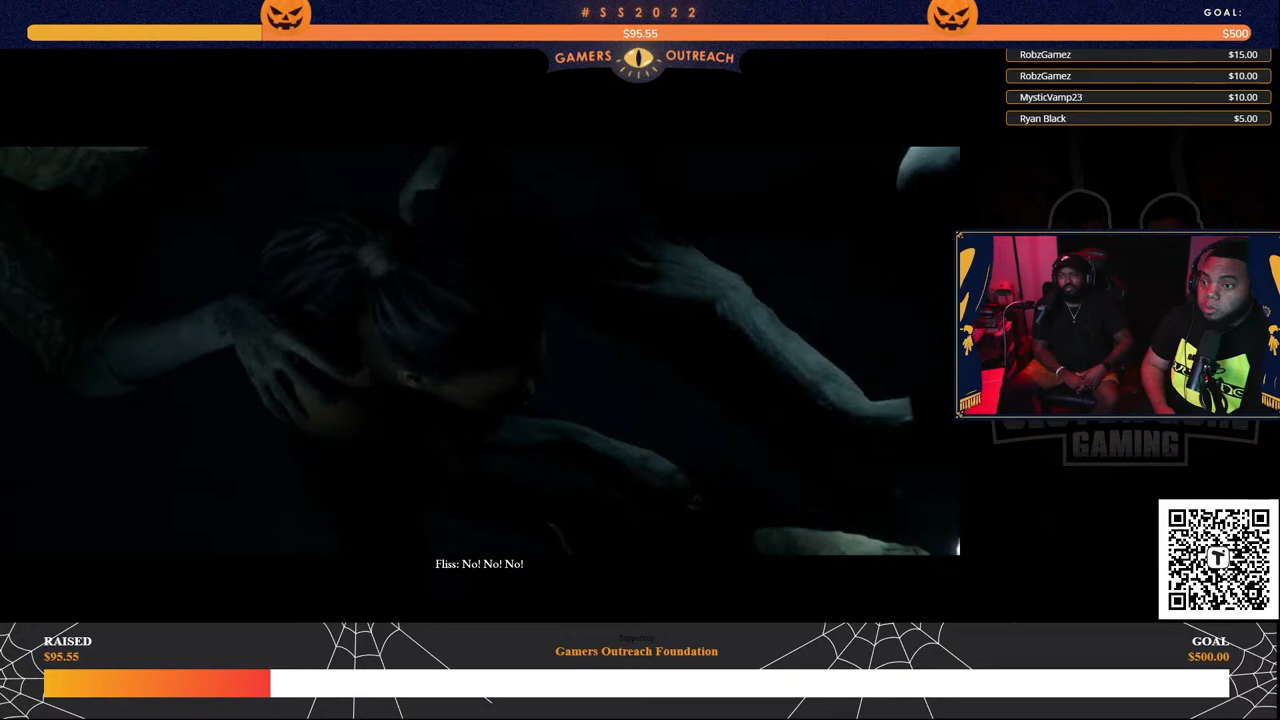 #SS2022
GOAL:
$95.55
$500
GAMERS OUTREACH
RobzGamez $15.00
RobzGamez $10.00
MysticVamp23 $10.00
Ryan Black $5.00
GAMING
Fliss: No! No! No!
RAISED
$95.55
Supporting
Gamers Outreach Foundation
GOAL
$500.00